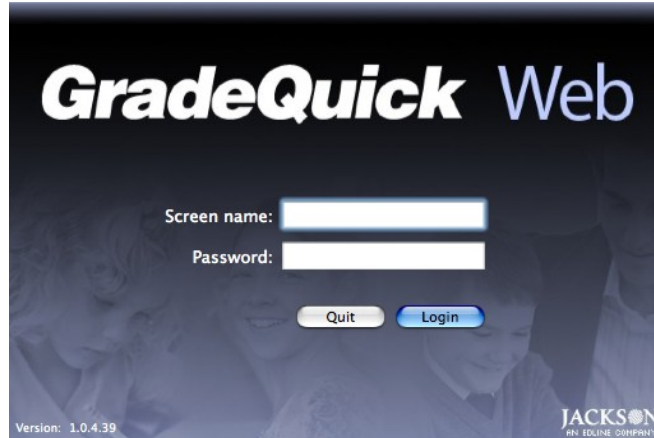 GradeQuick Web
Screen name:
Password:
Quit Login
Version: 1.0.4.39
JACKSON
AN EDLINE COMPANY